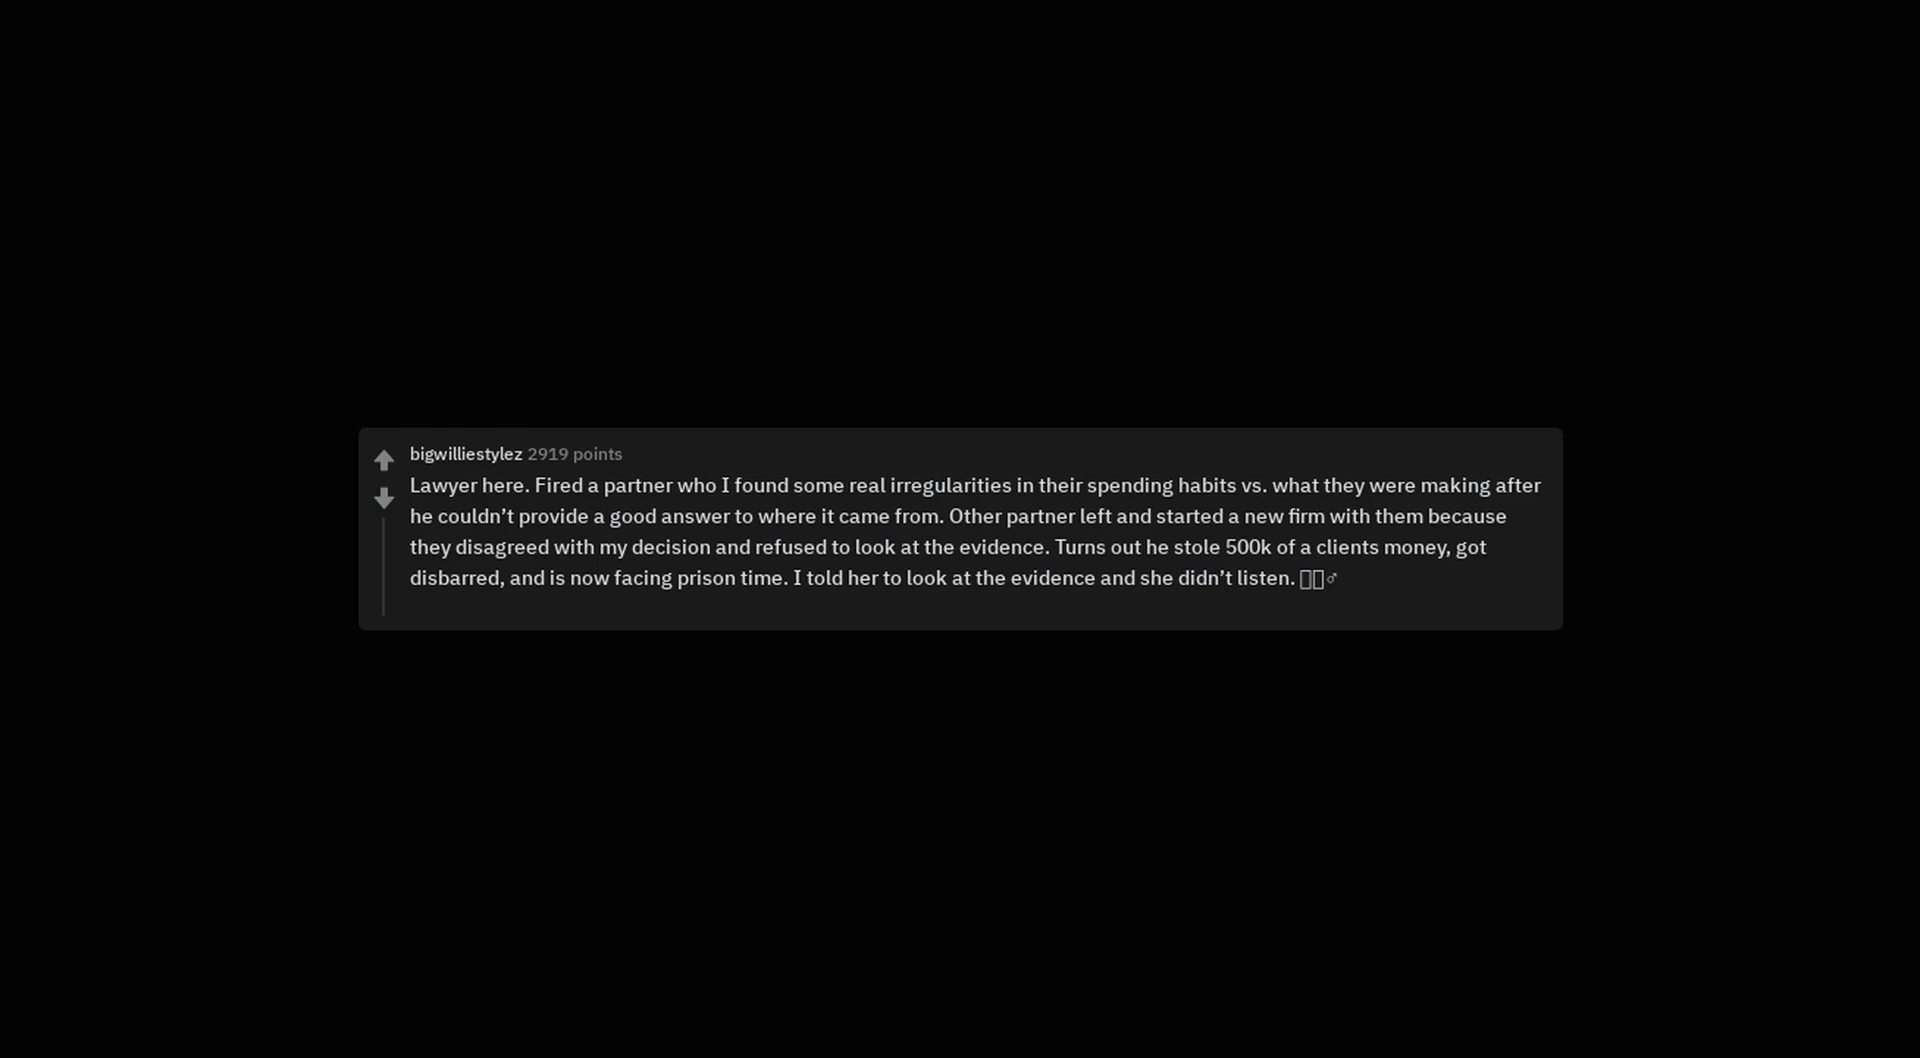 bigwilliestylez 2919 points
Lawyer here. Fired a partner who I found some real irregularities in their spending habits vs. what they were making after
he couldn’t provide a good answer to where it came from. Other partner left and started a new firm with them because
they disagreed with my decision and refused to look at the evidence. Turns out he stole 500k of a clients money, got
disbarred, and is now facing prison time. I told her to look at the evidence and she didn’t listen. ▯▯♂